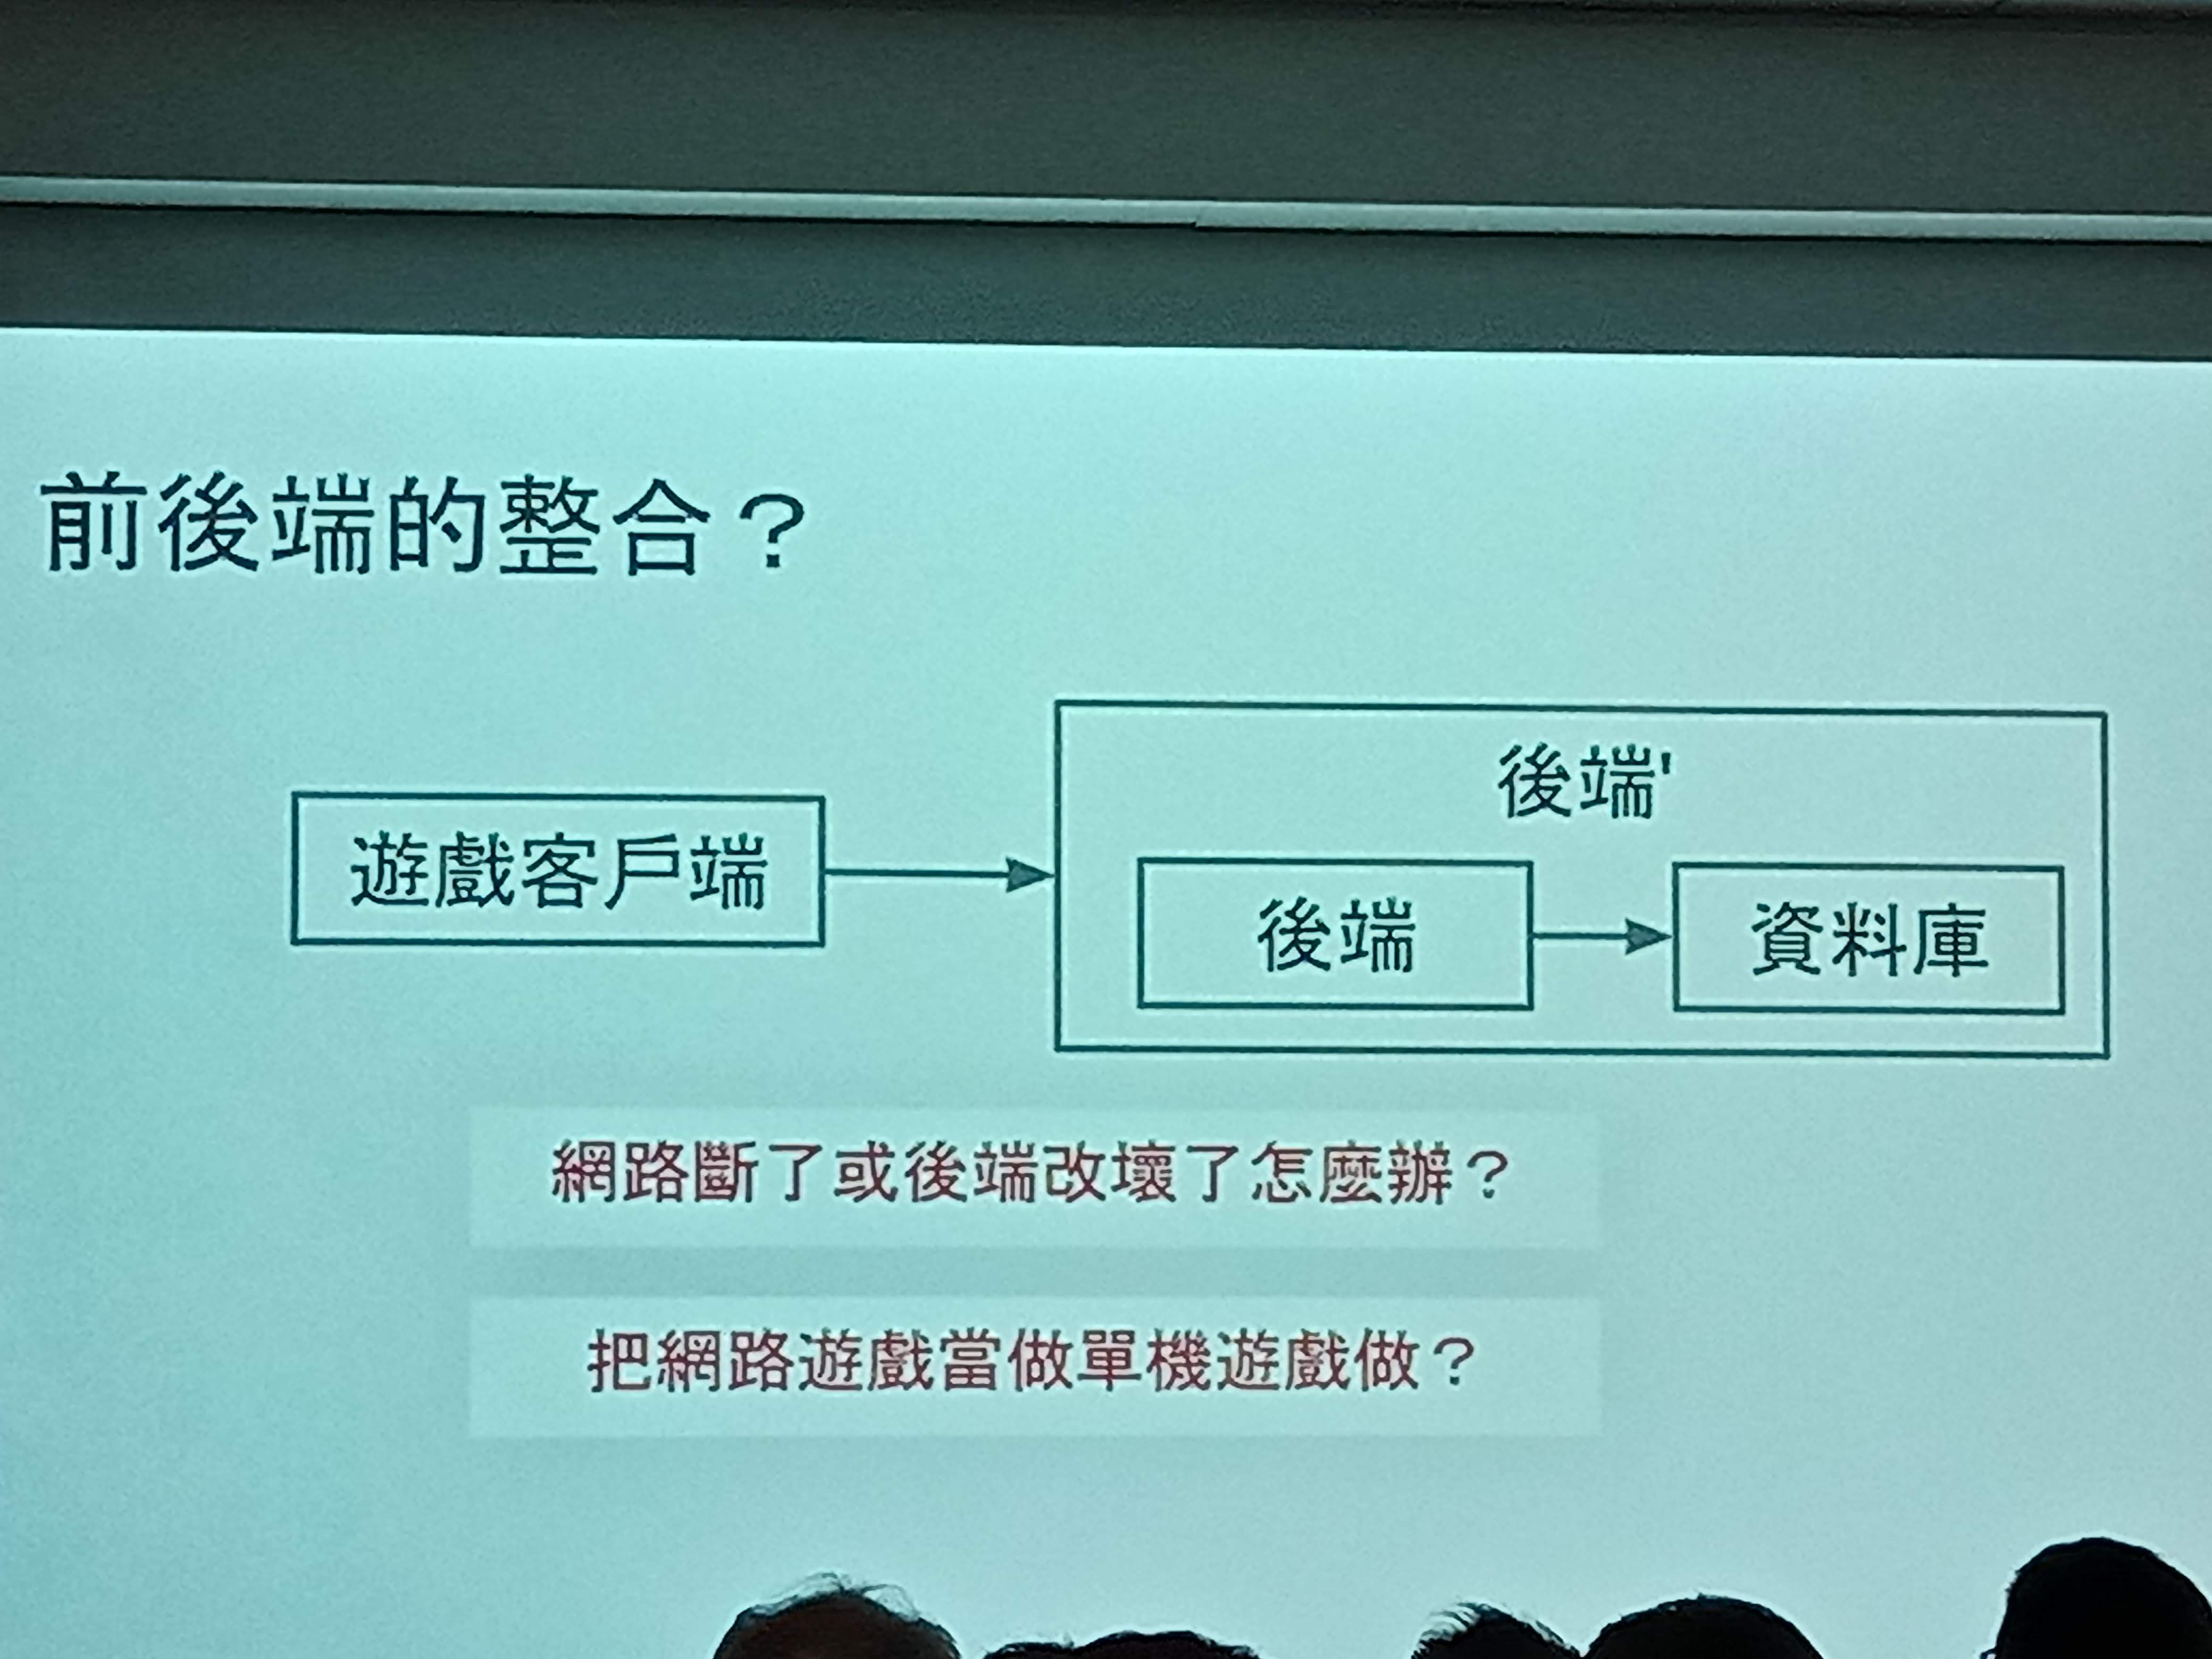 前後端的整合？
後端'
遊戲客戶端
後端
資料庫
網路斷了或後端改壞了怎麼辦？
把網路遊戲當做單機遊戲做？